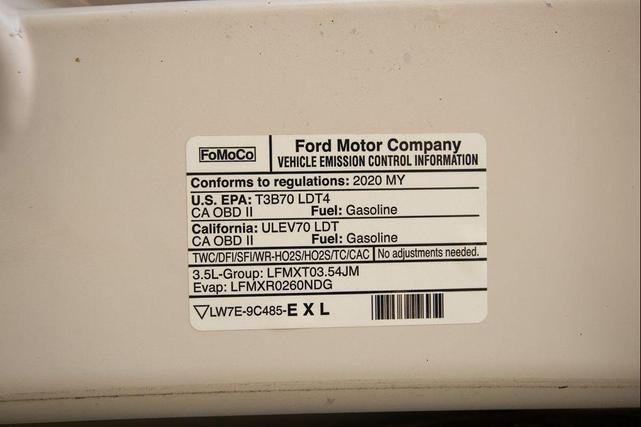 FoMoCo
Ford Motor Company
VEHICLE EMISSION CONTROL INFORMATION
Conforms to regulations: 2020 MY
U.S. EPA: T3B70 LDT4
CA OBD II Fuel: Gasoline
California: ULEV70 LDT
CA OBD II Fuel: Gasoline
TWC/DFI/SFI/WR-HO2S/HO2S/TC/CAC No adjustments needed.
3.5L-Group: LFMXT03.54JM
Evap: LFMXR0260NDG
▽LW7E-9C485-E X L